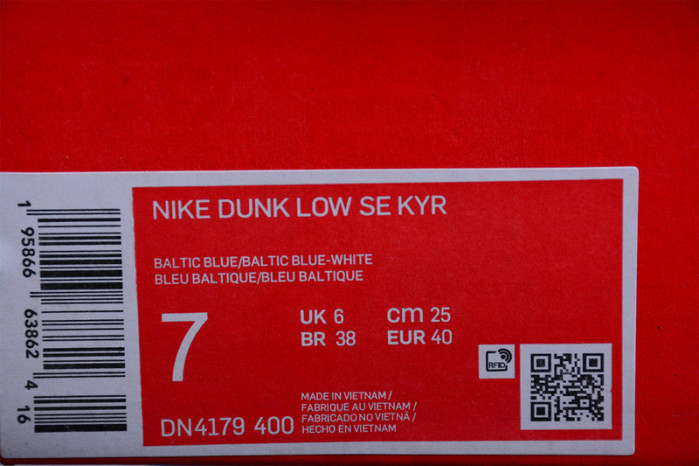 NIKE DUNK LOW SE KYR
BALTIC BLUE/BALTIC BLUE-WHITE
BLEU BALTIQUE/BLEU BALTIQUE
7
UK 6 cm 25
BR 38 EUR 40
RFID
DN4179 400
MADE IN VIETNAM /
FABRIQUE AU VIETNAM /
FABRICADO NO VIETNÃ /
HECHO EN VIETNAM
1 95866 63862 4 16